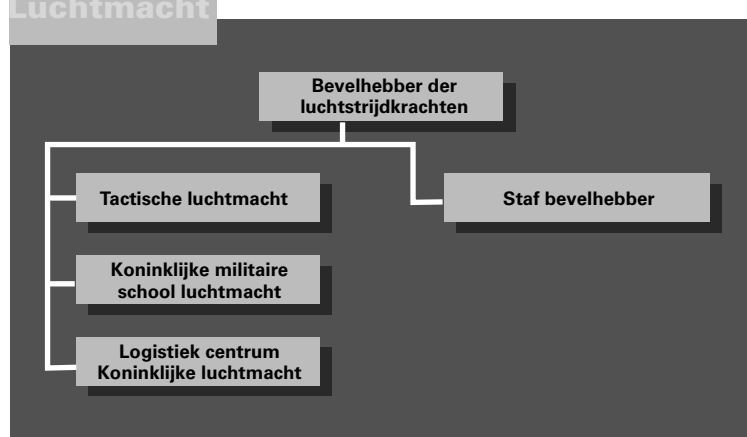 Luchtmacht
Bevelhebber der
luchtstrijdkrachten
Tactische luchtmacht
Staf bevelhebber
Koninklijke militaire
school luchtmacht
Logistiek centrum
Koninklijke luchtmacht